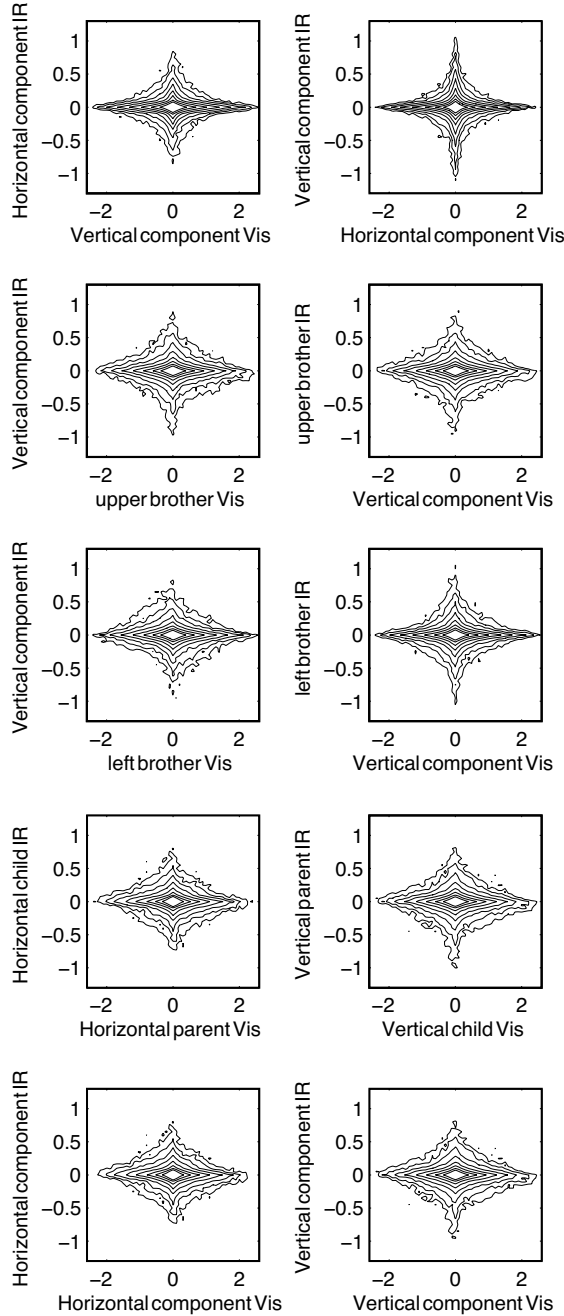 Horizontal component IR
1
0.5
0
−0.5
−1
−2 0 2
Vertical component Vis
Vertical component IR
1
0.5
0
−0.5
−1
−2 0 2
Horizontal component Vis
Vertical component IR
1
0.5
0
−0.5
−1
−2 0 2
upper brother Vis
upper brother IR
1
0.5
0
−0.5
−1
−2 0 2
Vertical component Vis
Vertical component IR
1
0.5
0
−0.5
−1
−2 0 2
left brother Vis
left brother IR
1
0.5
0
−0.5
−1
−2 0 2
Vertical component Vis
Horizontal child IR
1
0.5
0
−0.5
−1
−2 0 2
Horizontal parent Vis
Vertical parent IR
1
0.5
0
−0.5
−1
−2 0 2
Vertical child Vis
Horizontal component IR
1
0.5
0
−0.5
−1
−2 0 2
Horizontal component Vis
Vertical component IR
1
0.5
0
−0.5
−1
−2 0 2
Vertical component Vis